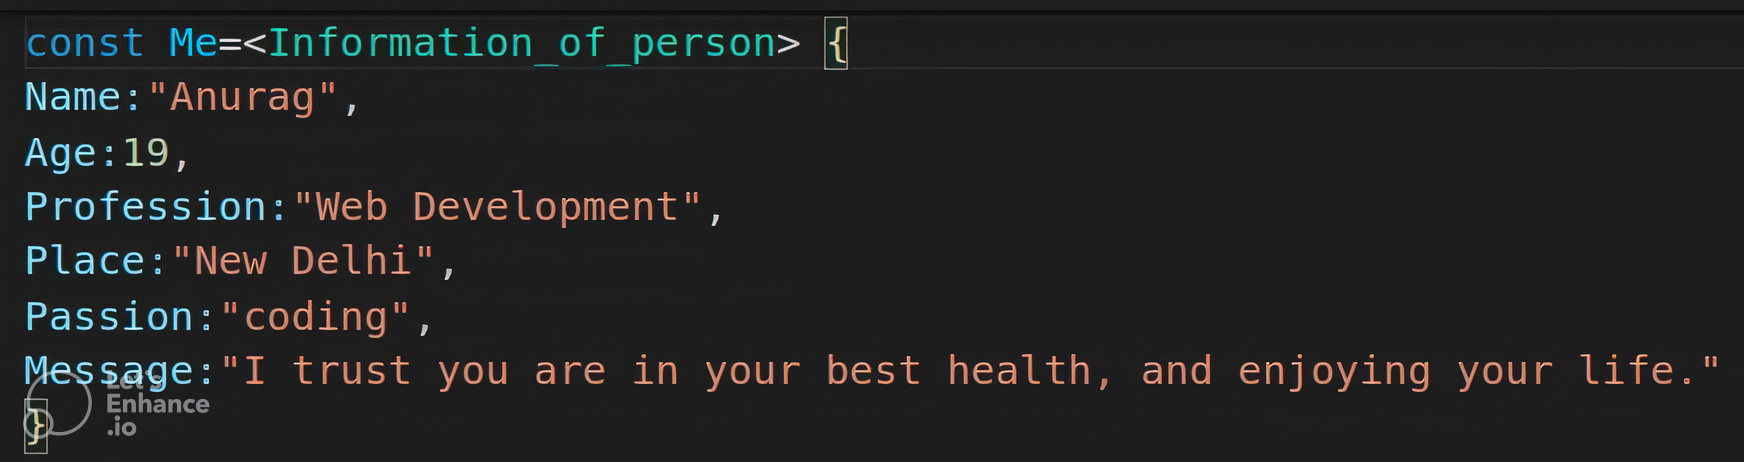 const Me=<Information_of_person> {
Name:"Anurag",
Age:19,
Profession:"Web Development",
Place:"New Delhi",
Passion:"coding",
Message:"I trust you are in your best health, and enjoying your life."
}
Let's
Enhance
.io